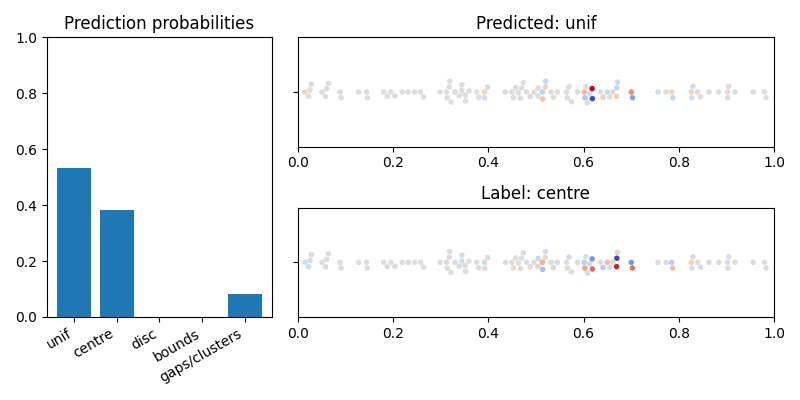 Prediction probabilities
1.0
0.8
0.6
0.4
0.2
0.0
unif
centre
disc
bounds
gaps/clusters
Predicted: unif
0.0 0.2 0.4 0.6 0.8 1.0
Label: centre
0.0 0.2 0.4 0.6 0.8 1.0